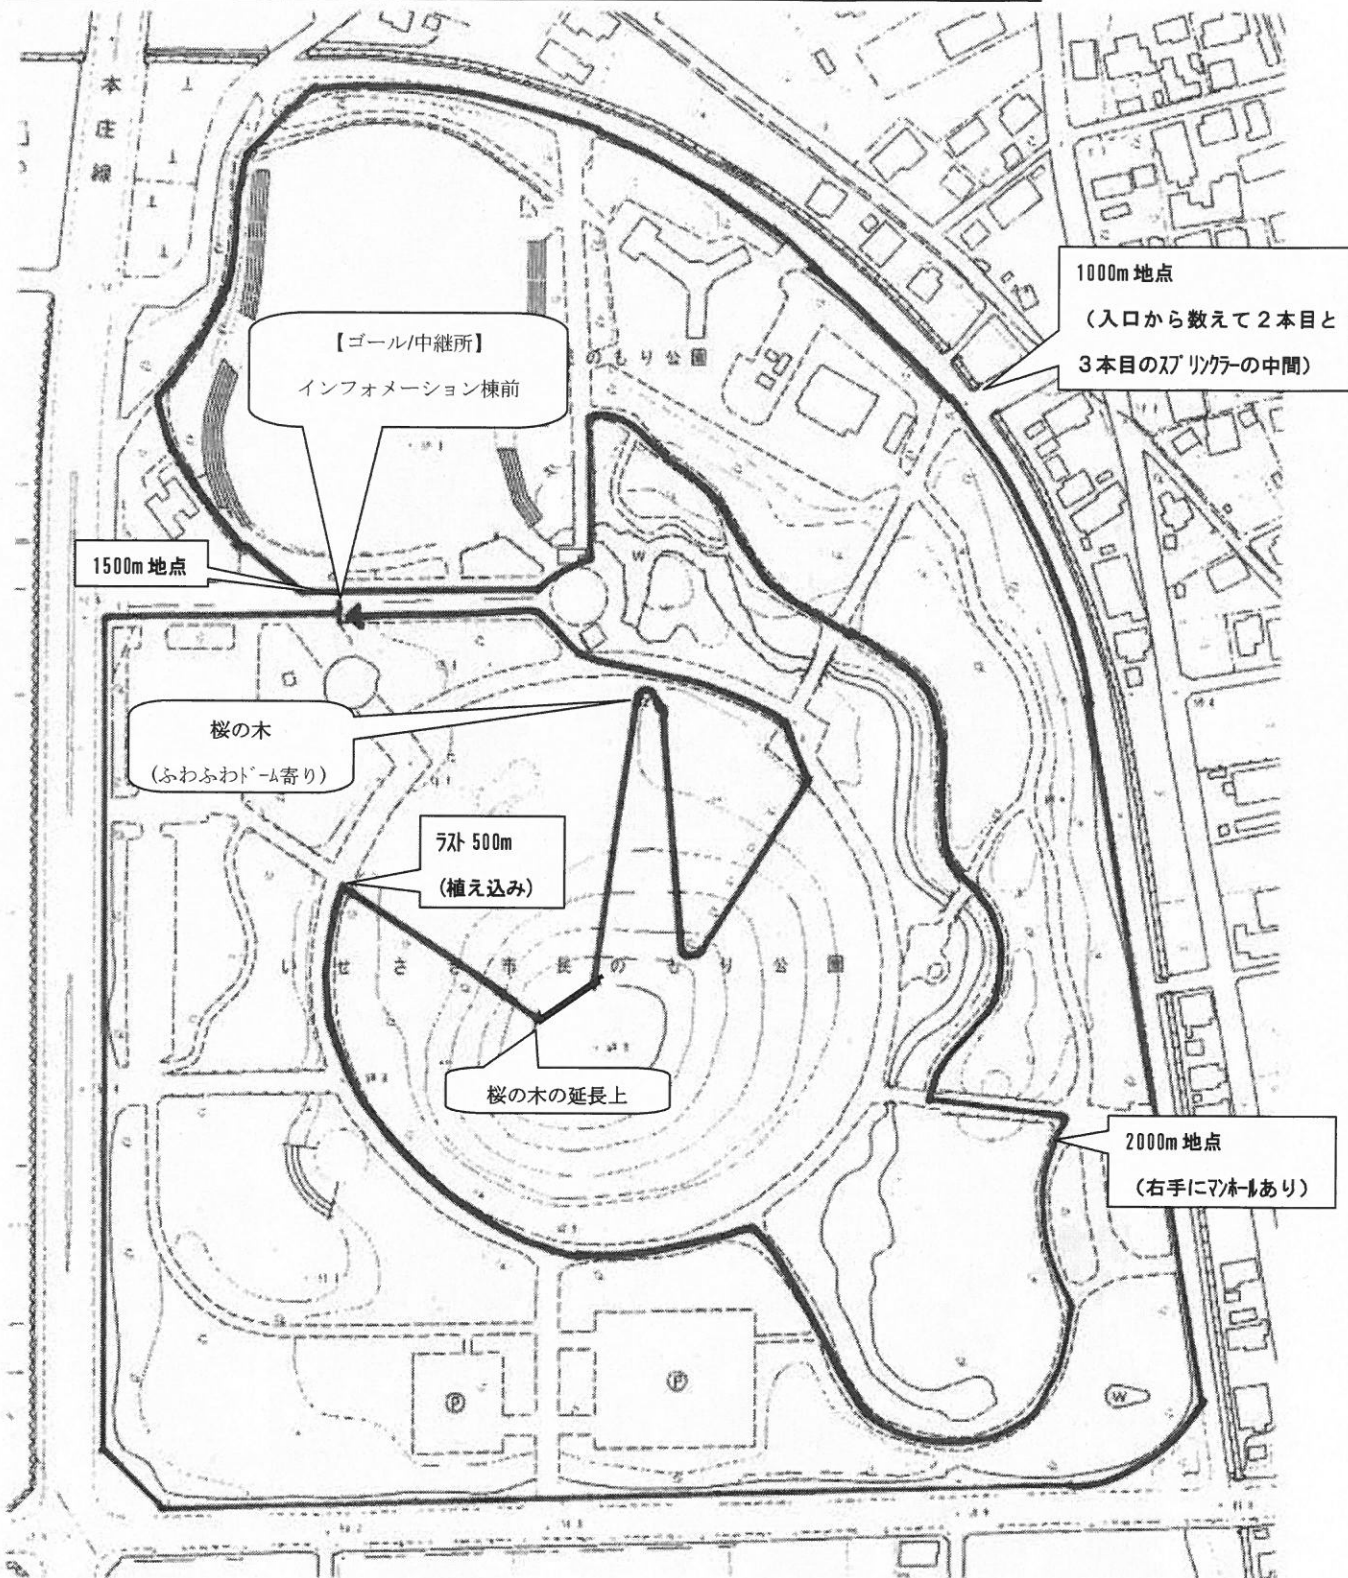 本庄線
1000m地点
(入口から数えて2本目と
3本目のスプリンクラーの中間)
【ゴール/中継所】
インフォメーション棟前
のもり公園
1500m地点
W
桜の木
(ふわふわドーム寄り)
ラスト500m
(植え込み)
いせさき市民のもり公園
桜の木の延長上
2000m地点
(右手にマンホールあり)
P
P
W